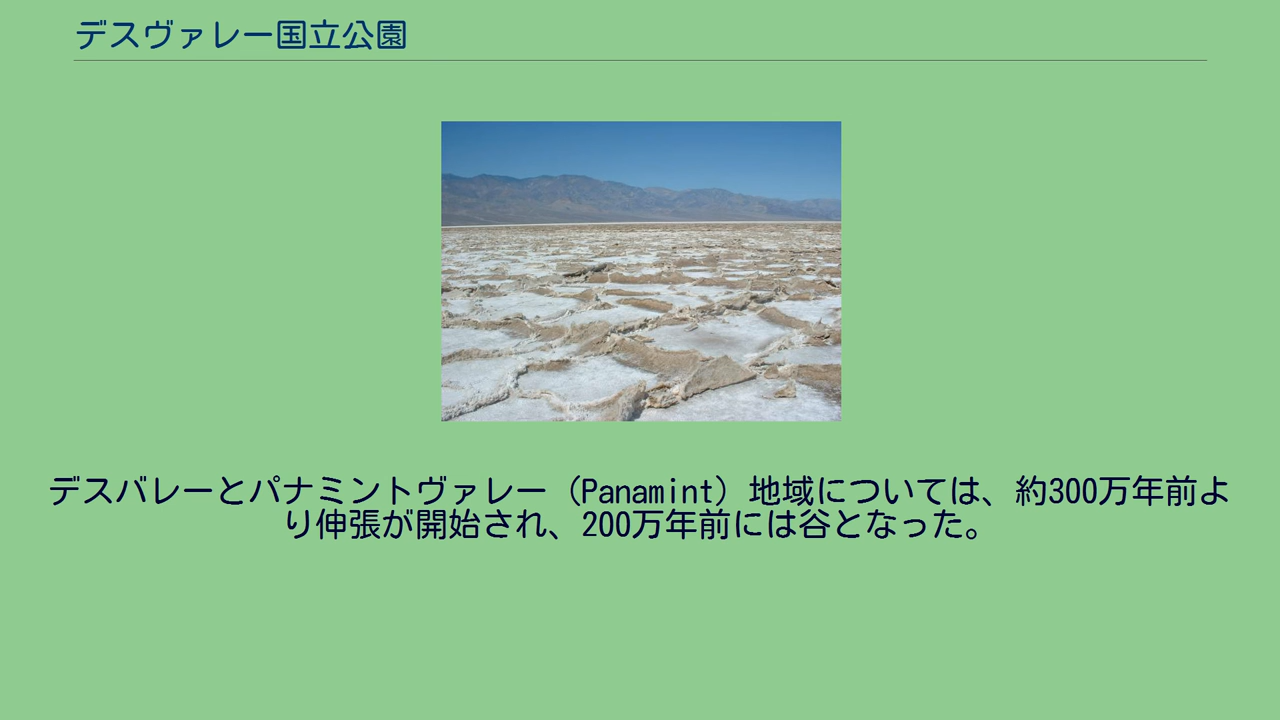 デスヴァレー国立公園
デスバレーとパナミントヴァレー（Panamint）地域については、約300万年前よ
り伸張が開始され、200万年前には谷となった。